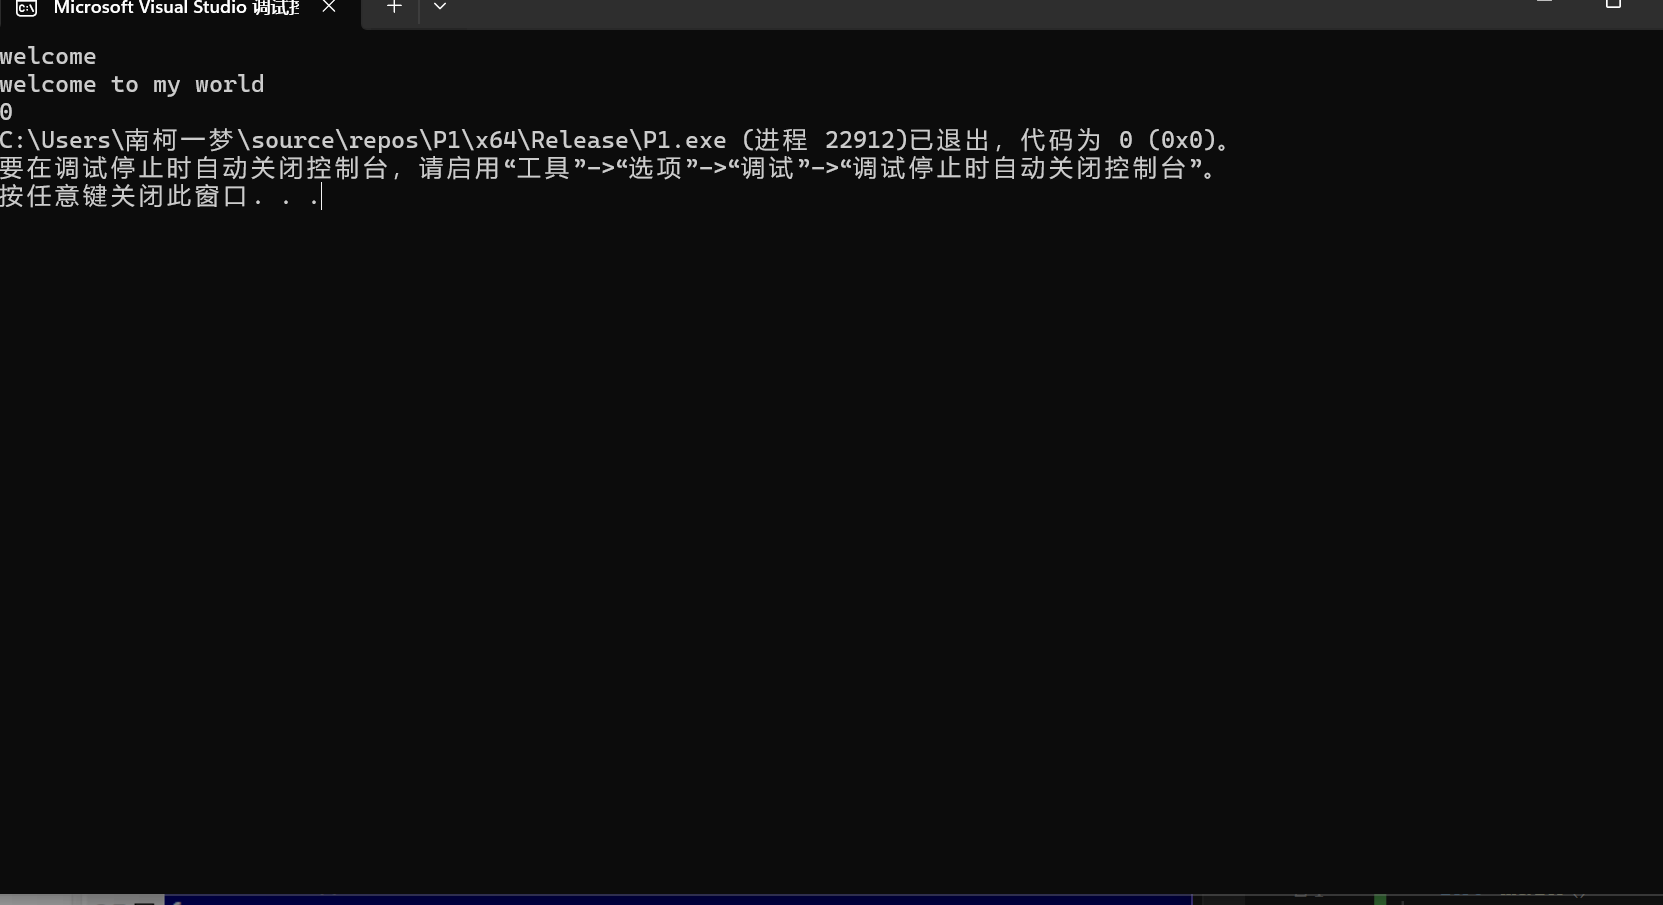 Microsoft Visual Studio 调试控
welcome
welcome to my world
0
C:\Users\南柯一梦\source\repos\P1\x64\Release\P1.exe (进程 22912)已退出，代码为 0 (0x0)。
要在调试停止时自动关闭控制台，请启用“工具”->“选项”->“调试”->“调试停止时自动关闭控制台”。
按任意键关闭此窗口. . .